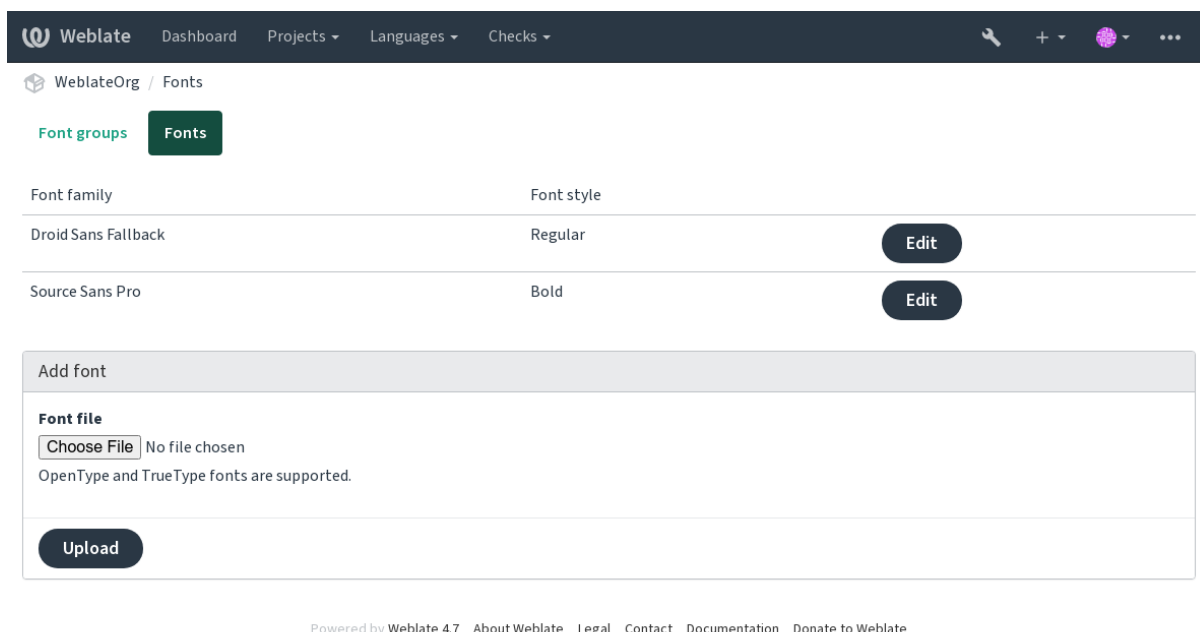 Weblate Dashboard Projects Languages Checks
WeblateOrg / Fonts
Font groups Fonts
Font family Font style
Droid Sans Fallback Regular Edit
Source Sans Pro Bold Edit
Add font
Font file
Choose File No file chosen
OpenType and TrueType fonts are supported.
Upload
Powered by Weblate 4.7 About Weblate Legal Contact Documentation Donate to Weblate